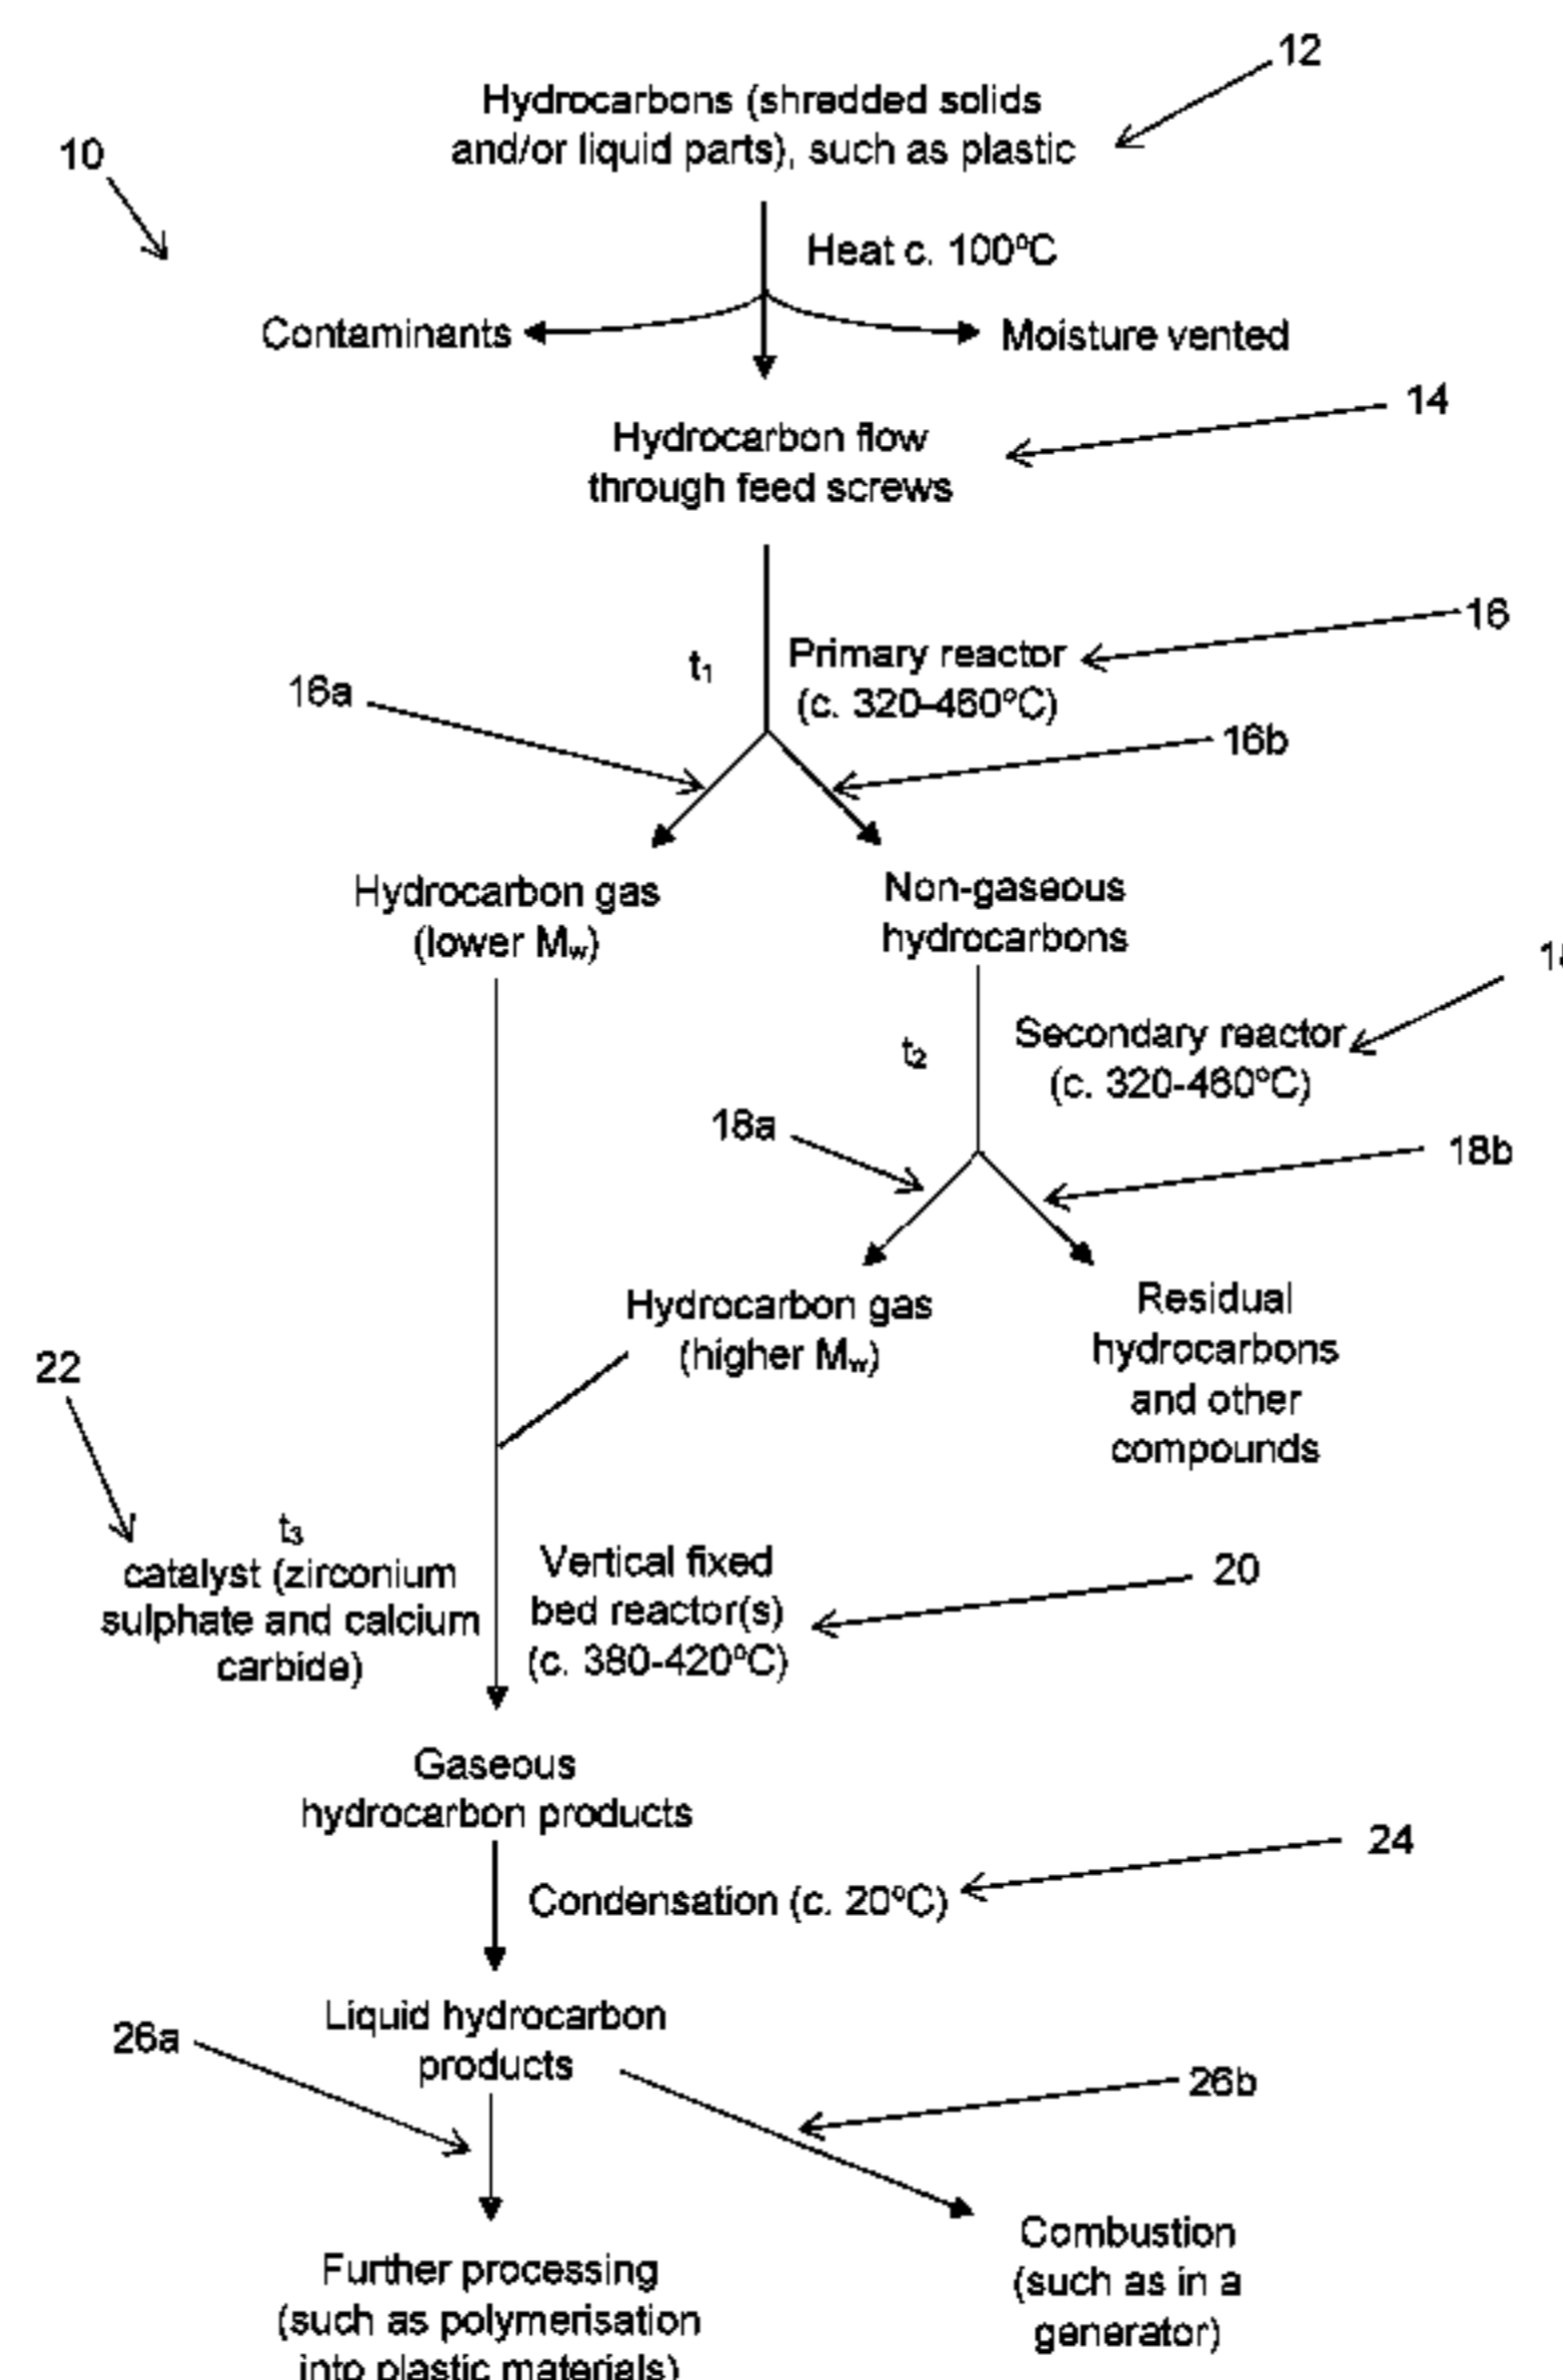 12
Hydrocarbons (shredded solids
and/or liquid parts), such as plastic
10
Heat c. 100ºC
Contaminants
Moisture vented
14
Hydrocarbon flow
through feed screws
16
t₁
Primary reactor
(c. 320-460ºC)
16a
16b
Hydrocarbon gas
(lower Mw)
Non-gaseous
hydrocarbons
t₂
Secondary reactor
(c. 320-460ºC)
18a
18b
Hydrocarbon gas
(higher Mw)
Residual
hydrocarbons
and other
compounds
22
t₃
catalyst (zirconium
sulphate and calcium
carbide)
Vertical fixed
bed reactor(s)
(c. 380-420ºC)
20
Gaseous
hydrocarbon products
24
Condensation (c. 20ºC)
Liquid hydrocarbon
products
26a
26b
Further processing
(such as polymerisation
into plastic materials)
Combustion
(such as in a
generator)